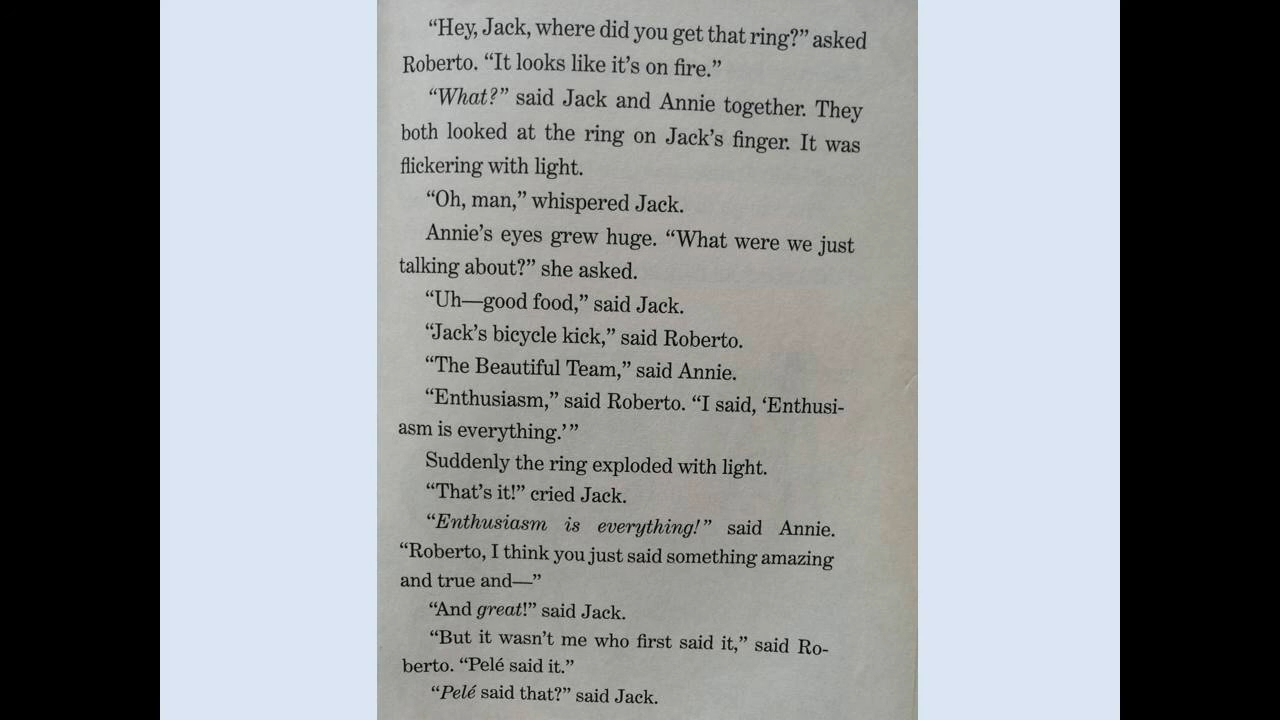 “Hey, Jack, where did you get that ring?” asked
Roberto. “It looks like it’s on fire.”
“What?” said Jack and Annie together. They
both looked at the ring on Jack’s finger. It was
flickering with light.
“Oh, man,” whispered Jack.
Annie’s eyes grew huge. “What were we just
talking about?” she asked.
“Uh—good food,” said Jack.
“Jack’s bicycle kick,” said Roberto.
“The Beautiful Team,” said Annie.
“Enthusiasm,” said Roberto. “I said, ‘Enthusi-
asm is everything.’”
Suddenly the ring exploded with light.
“That’s it!” cried Jack.
“Enthusiasm is everything!” said Annie.
“Roberto, I think you just said something amazing
and true and—”
“And great!” said Jack.
“But it wasn’t me who first said it,” said Ro-
berto. “Pelé said it.”
“Pelé said that?” said Jack.